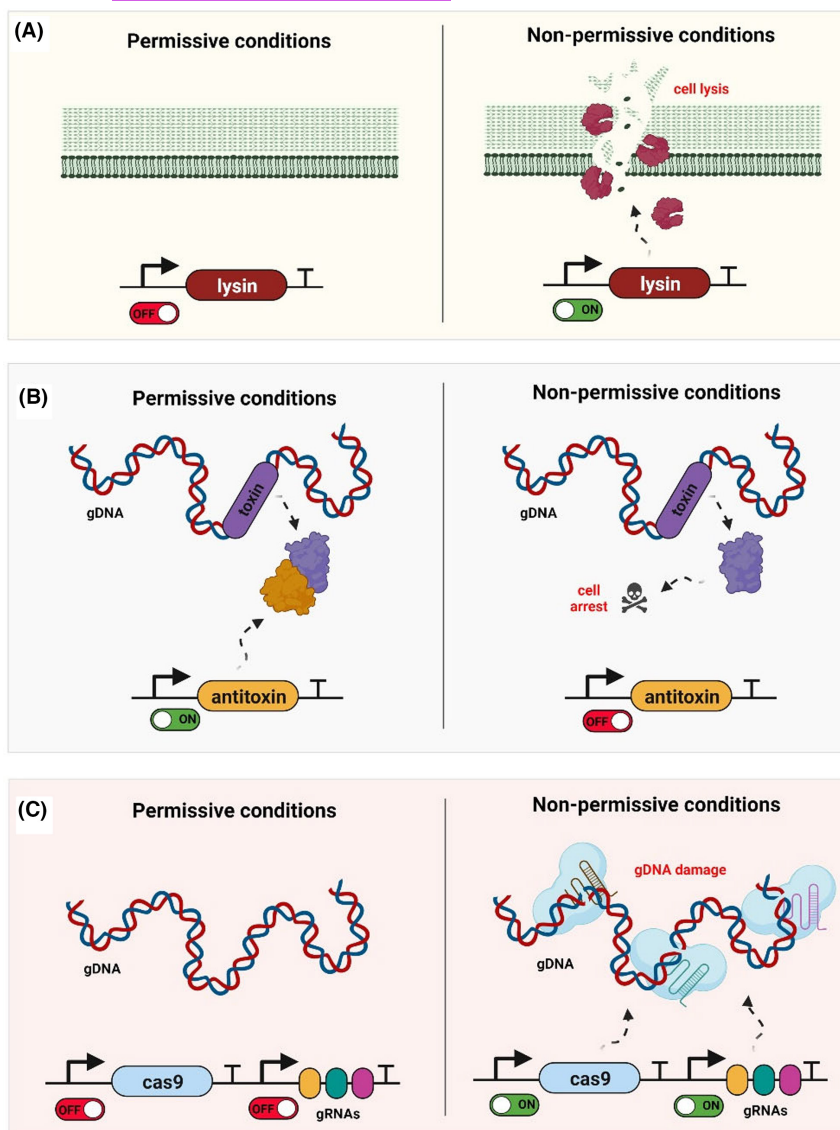 (A)
Permissive conditions
Non-permissive conditions
cell lysis
lysin
OFF
lysin
ON
(B)
Permissive conditions
Non-permissive conditions
toxin
gDNA
toxin
gDNA
cell
arrest
antitoxin
ON
antitoxin
OFF
(C)
Permissive conditions
Non-permissive conditions
gDNA damage
gDNA
gDNA
cas9
OFF
OFF
gRNAs
cas9
ON
ON
gRNAs